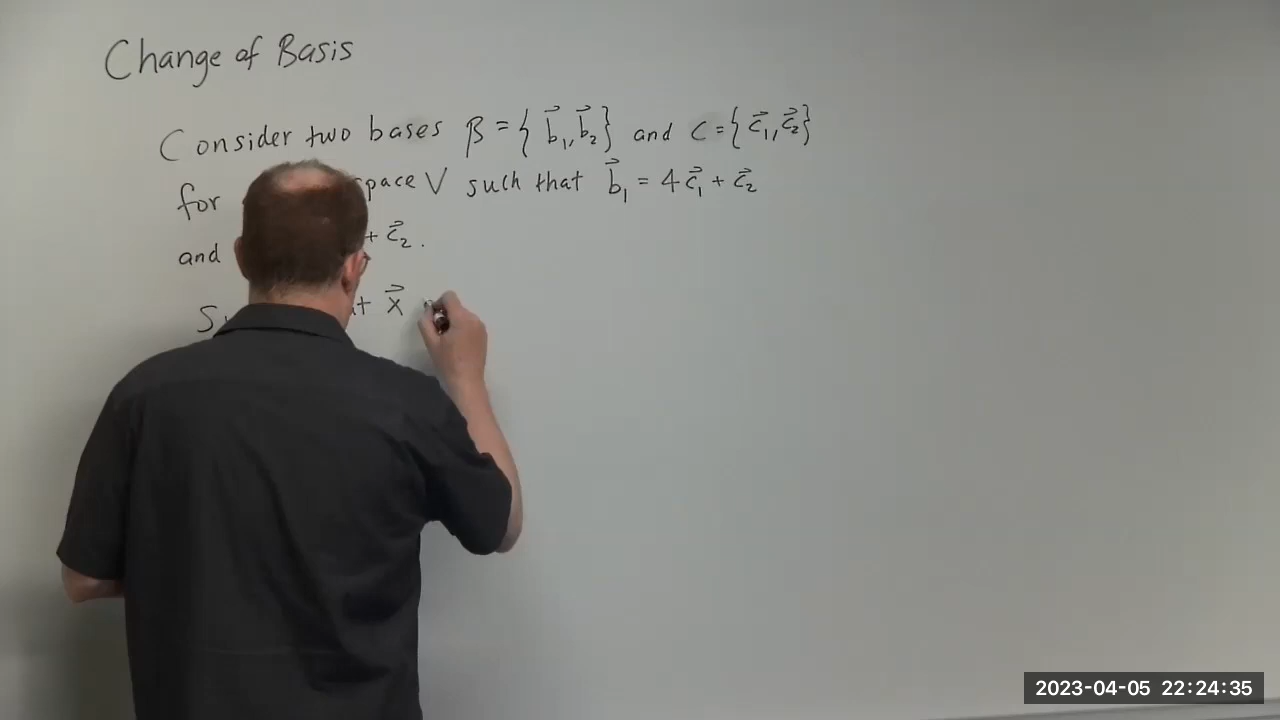 Change of Basis
Consider two bases β = { b⃗₁, b⃗₂ } and C = { c⃗₁, c⃗₂ }
for space V such that b⃗₁ = 4c⃗₁ + c⃗₂
and + c⃗₂.
x⃗
2023-04-05 22:24:35